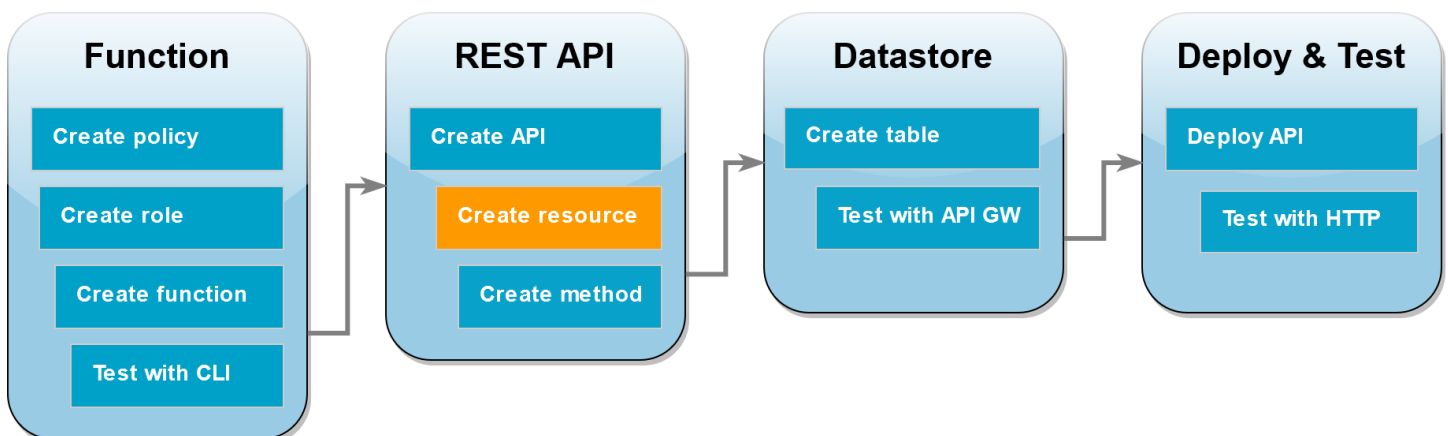 Function
Create policy
Create role
Create function
Test with CLI
REST API
Create API
Create resource
Create method
Datastore
Create table
Test with API GW
Deploy & Test
Deploy API
Test with HTTP